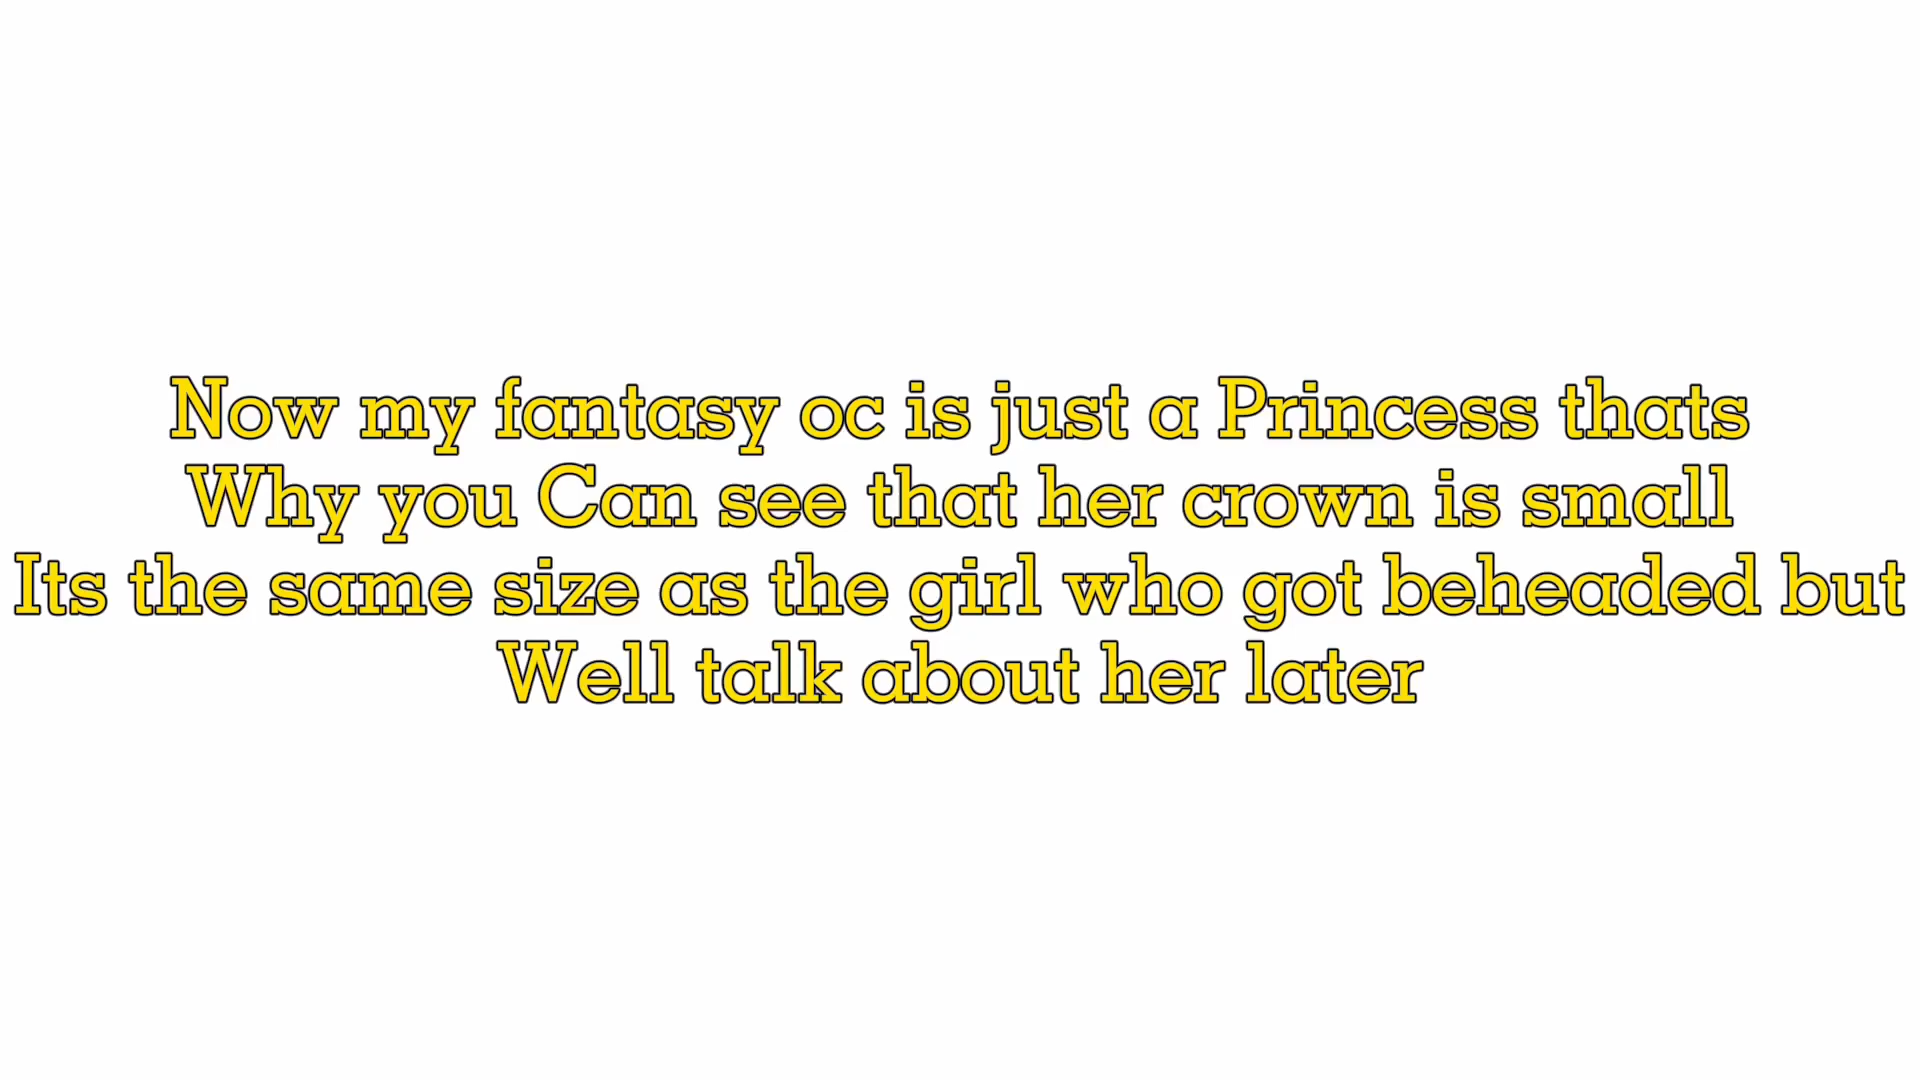 Now my fantasy oc is just a Princess thats
Why you Can see that her crown is small
Its the same size as the girl who got beheaded but
Well talk about her later